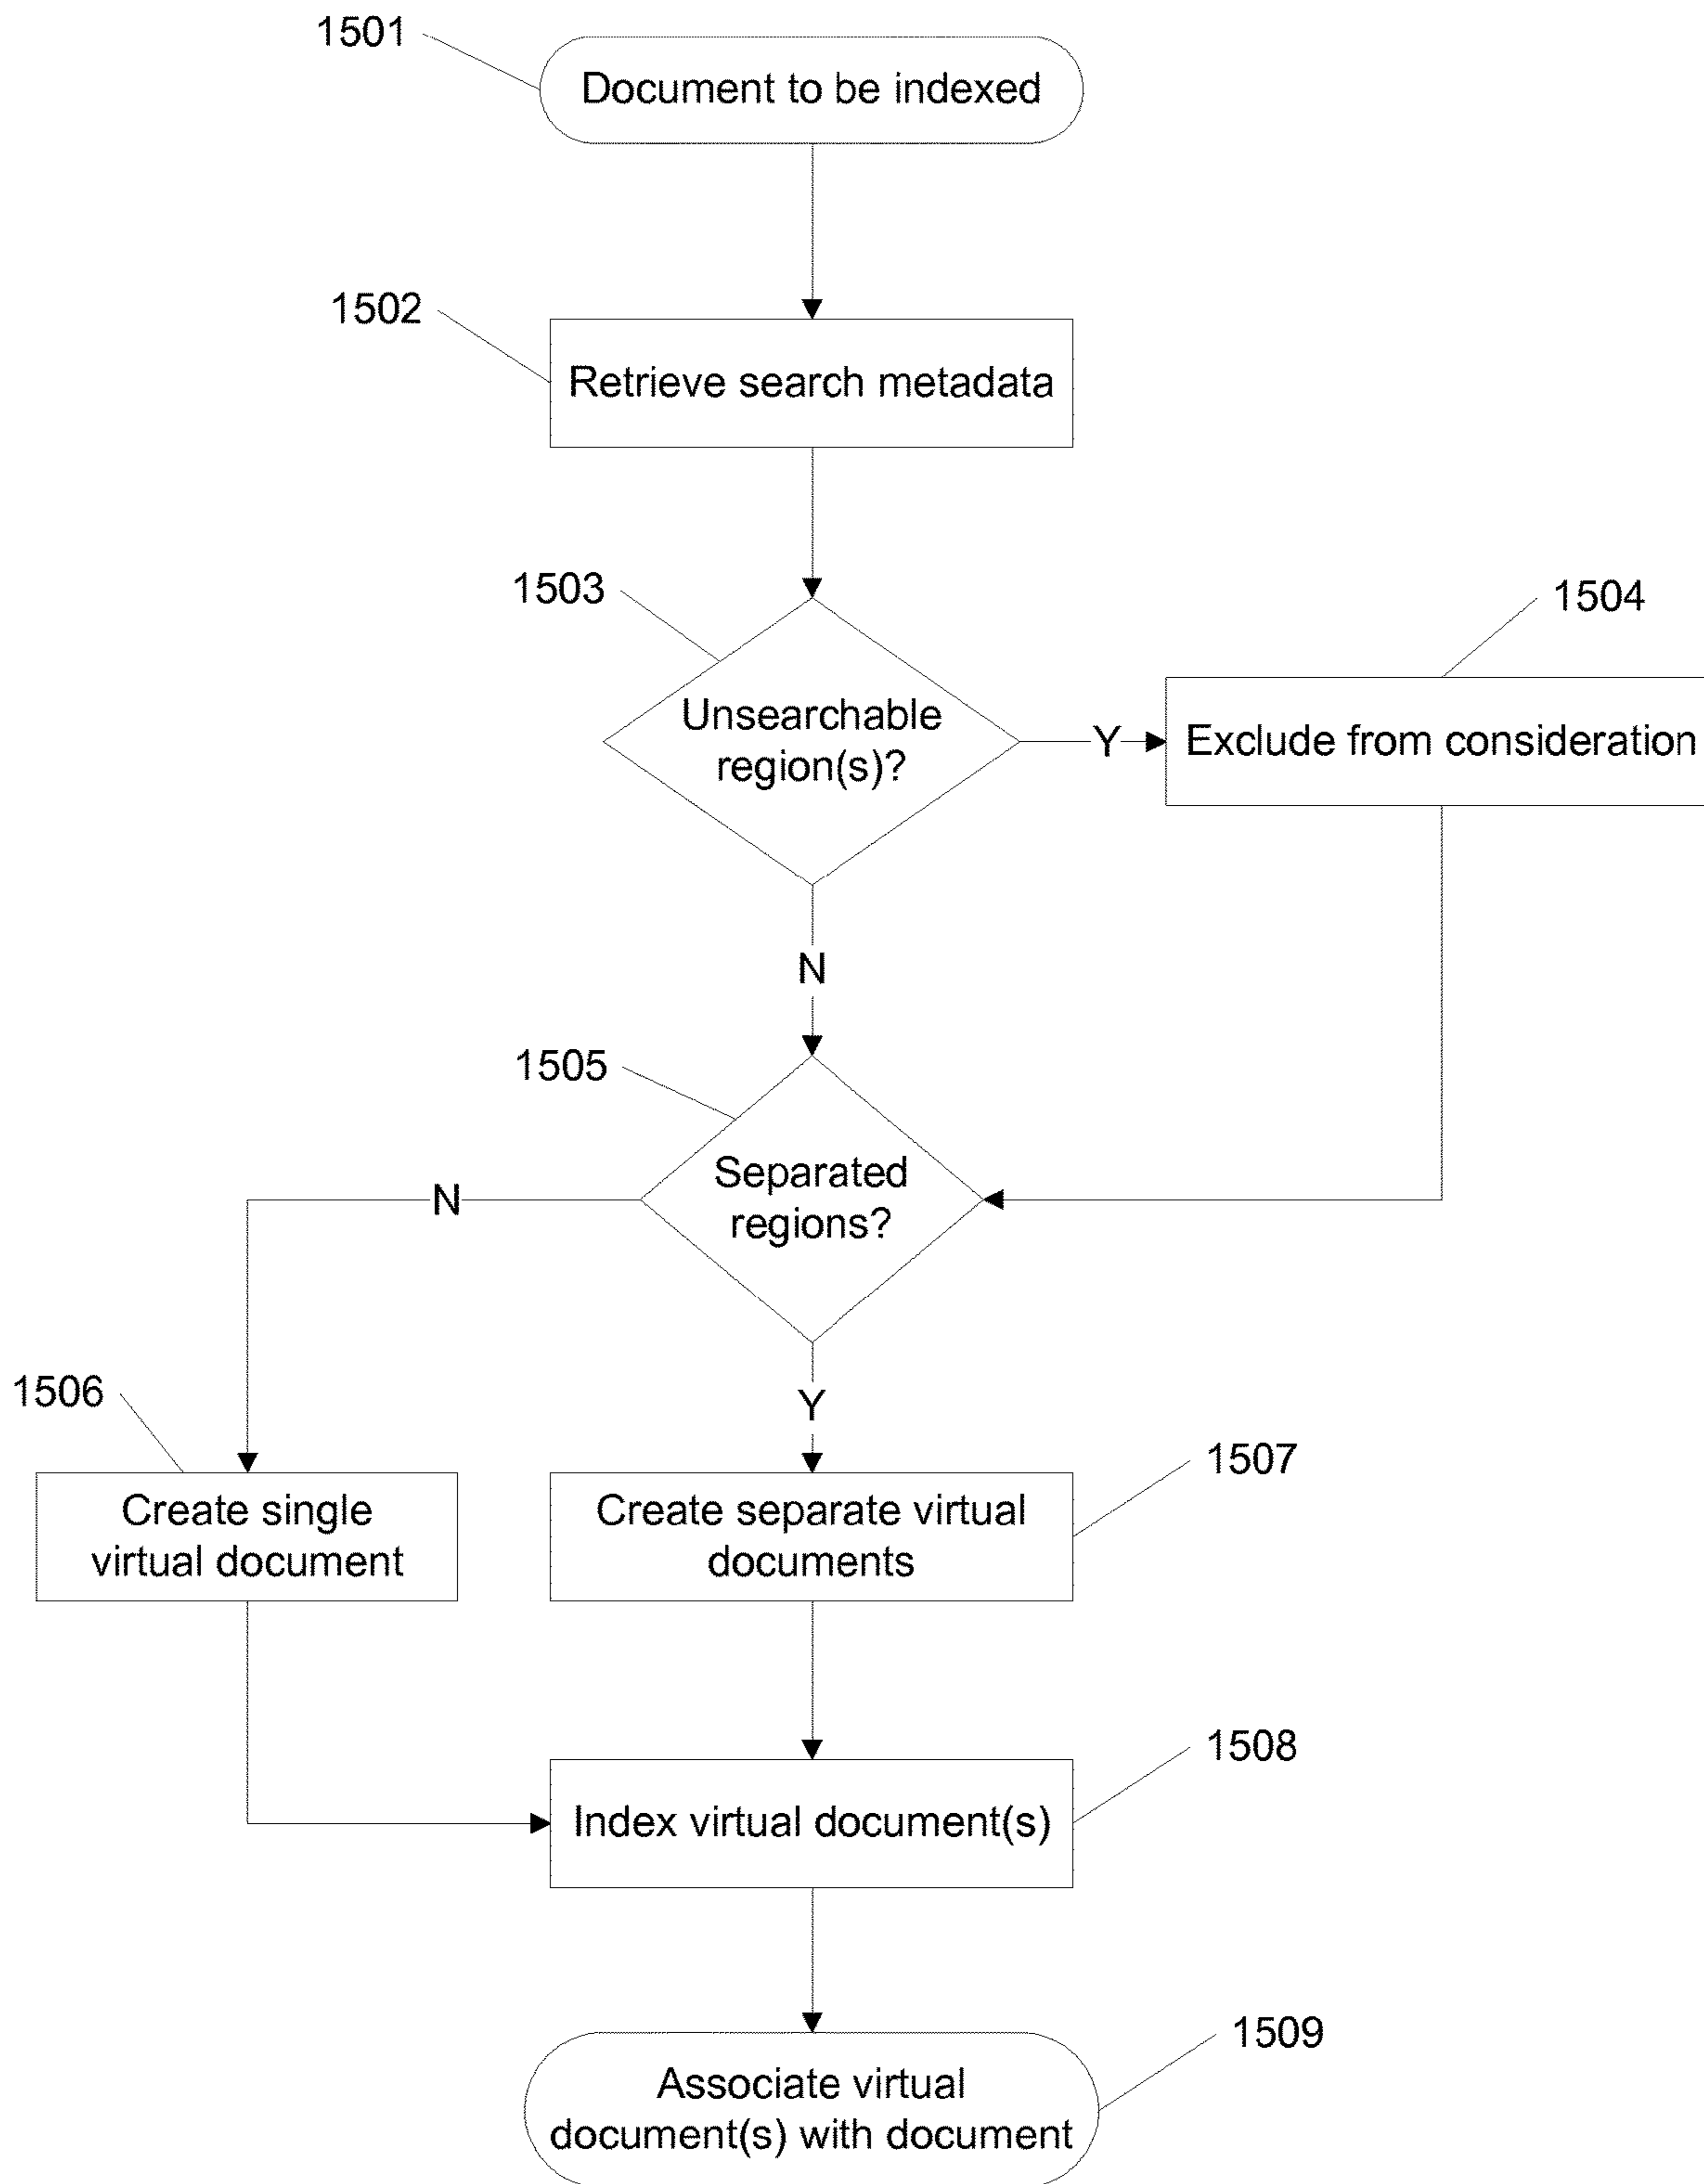 1501
Document to be indexed
1502
Retrieve search metadata
1503
Unsearchable
region(s)?
Y
1504
Exclude from consideration
N
1505
Separated
regions?
N
Y
1506
Create single
virtual document
1507
Create separate virtual
documents
1508
Index virtual document(s)
1509
Associate virtual
document(s) with document